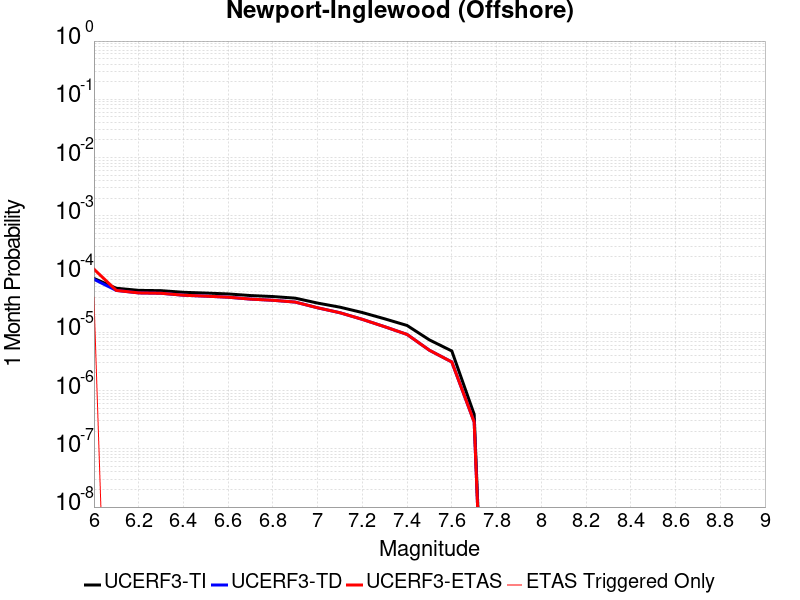 Newport-Inglewood (Offshore)
10^0
10^-1
10^-2
10^-3
10^-4
10^-5
10^-6
10^-7
10^-8
1 Month Probability
6 6.2 6.4 6.6 6.8 7 7.2 7.4 7.6 7.8 8 8.2 8.4 8.6 8.8 9
Magnitude
UCERF3-TI UCERF3-TD UCERF3-ETAS ETAS Triggered Only